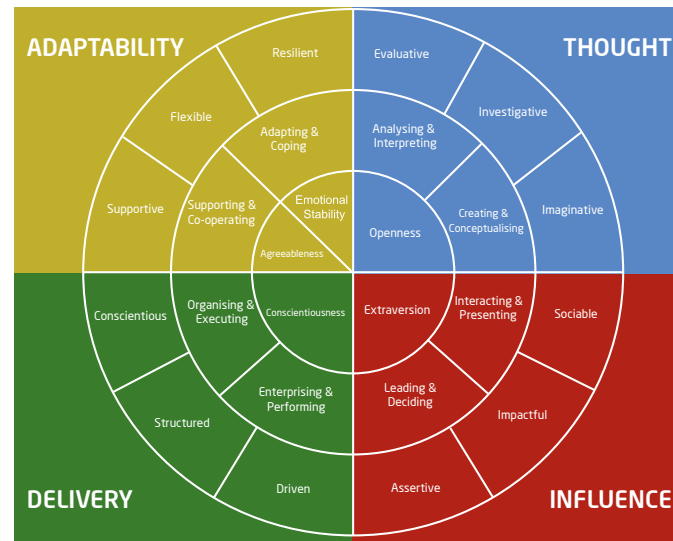 ADAPTABILITY
THOUGHT
Resilient
Evaluative
Flexible
Investigative
Adapting &
Coping
Analysing &
Interpreting
Supportive
Supporting &
Co-operating
Emotional
Stability
Openness
Creating &
Conceptualising
Imaginative
Agreeableness
Conscientious
Organising &
Executing
Conscientiousness
Extraversion
Interacting &
Presenting
Sociable
Structured
Enterprising &
Performing
Leading &
Deciding
Impactful
Driven
Assertive
DELIVERY
INFLUENCE